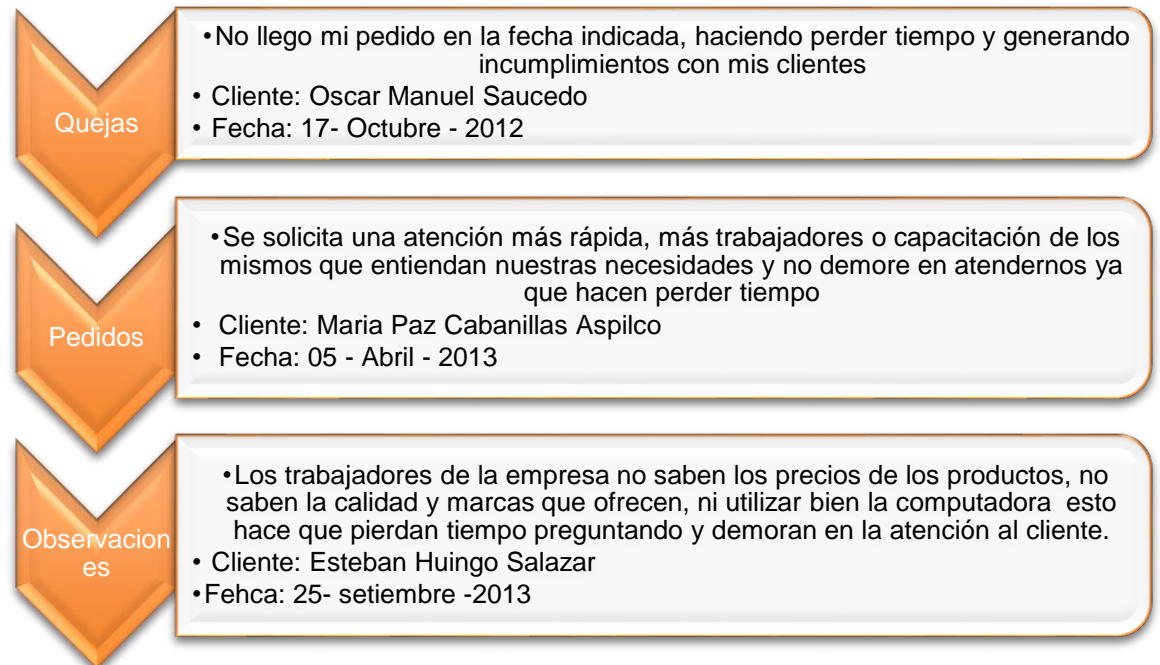 Quejas
•No llego mi pedido en la fecha indicada, haciendo perder tiempo y generando
incumplimientos con mis clientes
• Cliente: Oscar Manuel Saucedo
• Fecha: 17- Octubre - 2012
Pedidos
•Se solicita una atención más rápida, más trabajadores o capacitación de los
mismos que entiendan nuestras necesidades y no demore en atendernos ya
que hacen perder tiempo
• Cliente: Maria Paz Cabanillas Aspilco
• Fecha: 05 - Abril - 2013
Observacion
es
•Los trabajadores de la empresa no saben los precios de los productos, no
saben la calidad y marcas que ofrecen, ni utilizar bien la computadora esto
hace que pierdan tiempo preguntando y demoran en la atención al cliente.
• Cliente: Esteban Huingo Salazar
•Fehca: 25- setiembre -2013